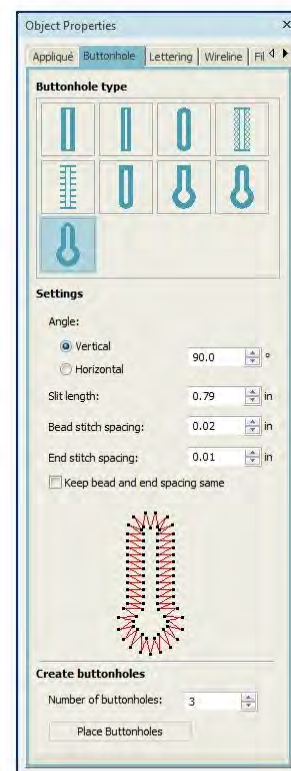 Object Properties
Appliqué Buttonhole Lettering Wireline Fil
Buttonhole type
Settings
Angle:
Vertical
90.0 °
Horizontal
Slit length: 0.79 in
Bead stitch spacing: 0.02 in
End stitch spacing: 0.01 in
Keep bead and end spacing same
Create buttonholes
Number of buttonholes: 3
Place Buttonholes